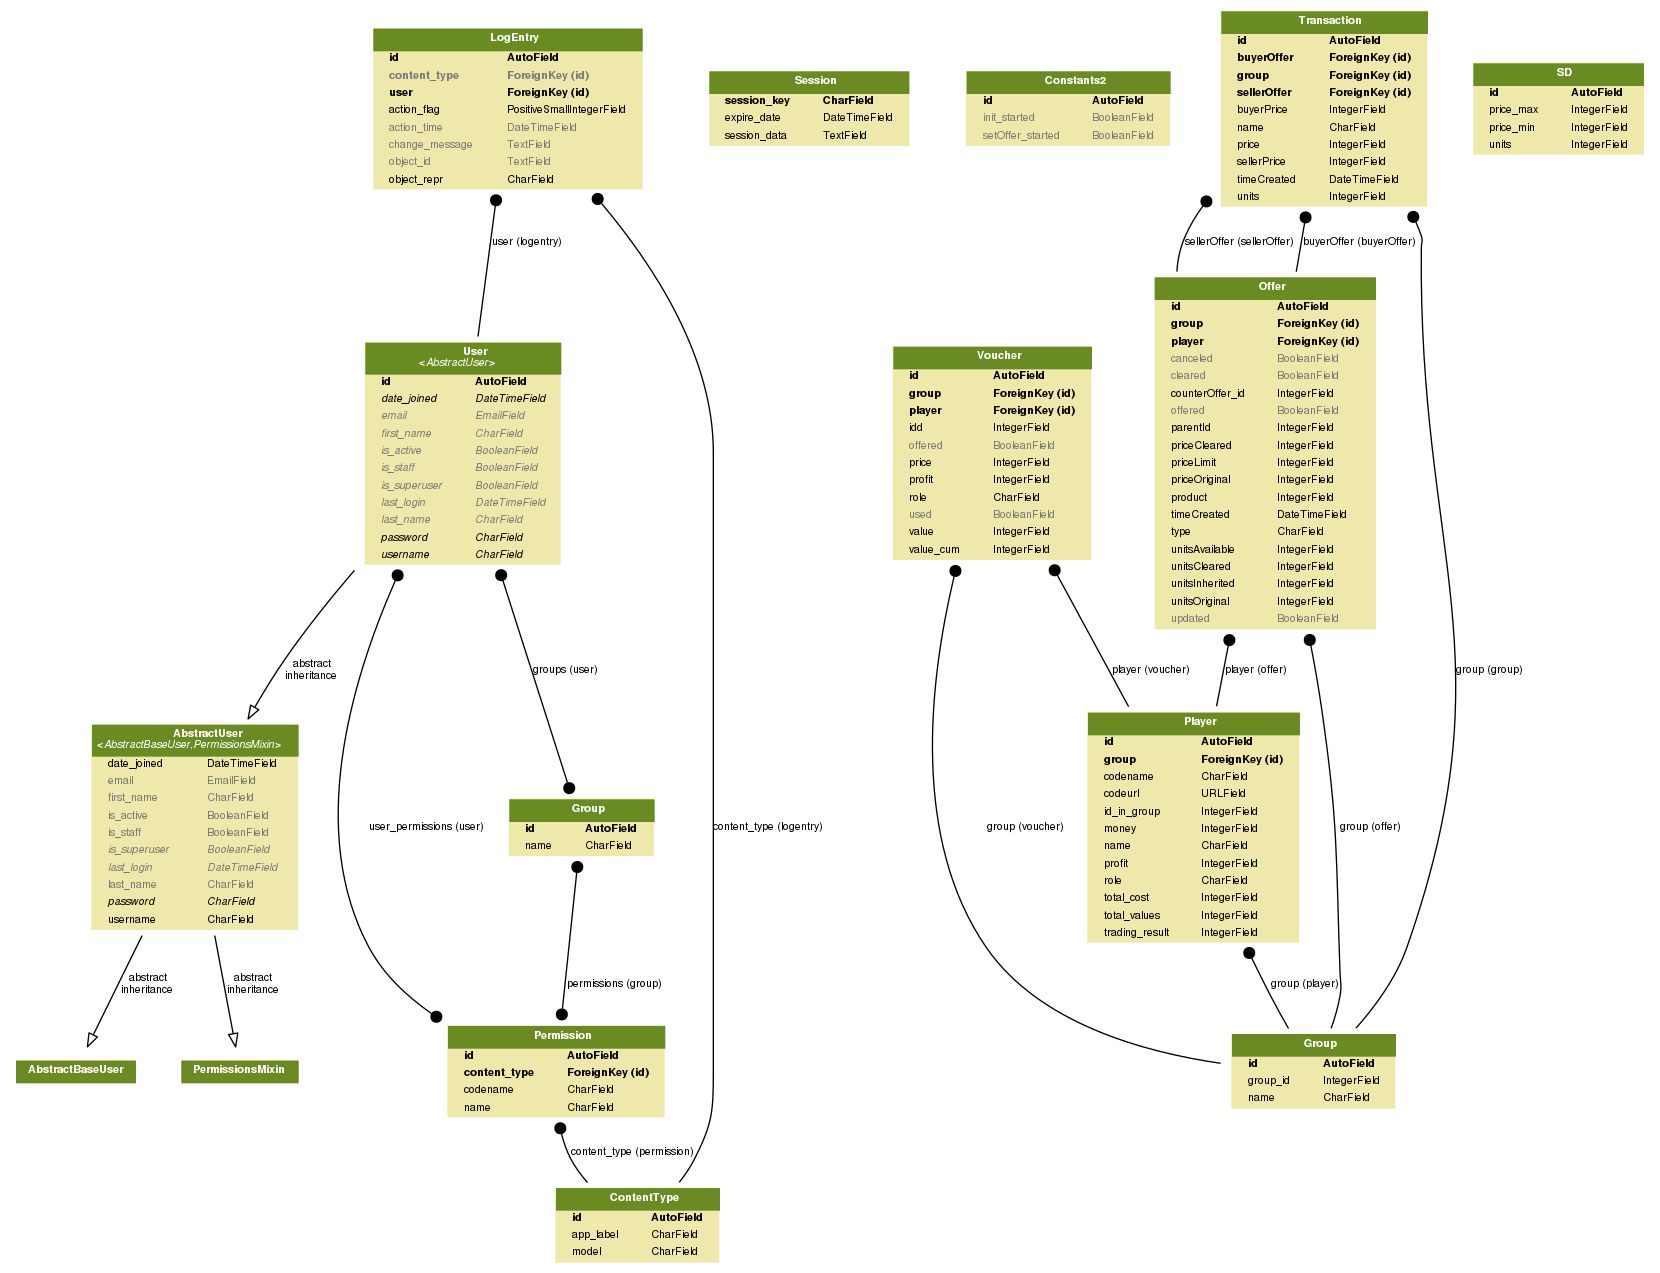 LogEntry
id AutoField
content_type ForeignKey (id)
user ForeignKey (id)
action_flag PositiveSmallIntegerField
action_time DateTimeField
change_message TextField
object_id TextField
object_repr CharField
Session
session_key CharField
expire_date DateTimeField
session_data TextField
Constants2
id AutoField
init_started BooleanField
setOffer_started BooleanField
Transaction
id AutoField
buyerOffer ForeignKey (id)
group ForeignKey (id)
sellerOffer ForeignKey (id)
buyerPrice IntegerField
name CharField
price IntegerField
sellerPrice IntegerField
timeCreated DateTimeField
units IntegerField
SD
id AutoField
price_max IntegerField
price_min IntegerField
units IntegerField
user (logentry)
sellerOffer (sellerOffer)
buyerOffer (buyerOffer)
User
<AbstractUser>
id AutoField
date_joined DateTimeField
email EmailField
first_name CharField
is_active BooleanField
is_staff BooleanField
is_superuser BooleanField
last_login DateTimeField
last_name CharField
password CharField
username CharField
Voucher
id AutoField
group ForeignKey (id)
player ForeignKey (id)
idd IntegerField
offered BooleanField
price IntegerField
profit IntegerField
role CharField
used BooleanField
value IntegerField
value_cum IntegerField
Offer
id AutoField
group ForeignKey (id)
player ForeignKey (id)
canceled BooleanField
cleared BooleanField
counterOffer_id IntegerField
offered BooleanField
parentId IntegerField
priceCleared IntegerField
priceLimit IntegerField
priceOriginal IntegerField
product IntegerField
timeCreated DateTimeField
type CharField
unitsAvailable IntegerField
unitsCleared IntegerField
unitsInherited IntegerField
unitsOriginal IntegerField
updated BooleanField
abstract
inheritance
groups (user)
player (voucher)
player (offer)
group (group)
AbstractUser
<AbstractBaseUser,PermissionsMixin>
date_joined DateTimeField
email EmailField
first_name CharField
is_active BooleanField
is_staff BooleanField
is_superuser BooleanField
last_login DateTimeField
last_name CharField
password CharField
username CharField
user_permissions (user)
Group
id AutoField
name CharField
content_type (logentry)
group (voucher)
Player
id AutoField
group ForeignKey (id)
codename CharField
codeurl URLField
id_in_group IntegerField
money IntegerField
name CharField
profit IntegerField
role CharField
total_cost IntegerField
total_values IntegerField
trading_result IntegerField
group (offer)
abstract
inheritance
abstract
inheritance
permissions (group)
group (player)
AbstractBaseUser
PermissionsMixin
Permission
id AutoField
content_type ForeignKey (id)
codename CharField
name CharField
Group
id AutoField
group_id IntegerField
name CharField
content_type (permission)
ContentType
id AutoField
app_label CharField
model CharField